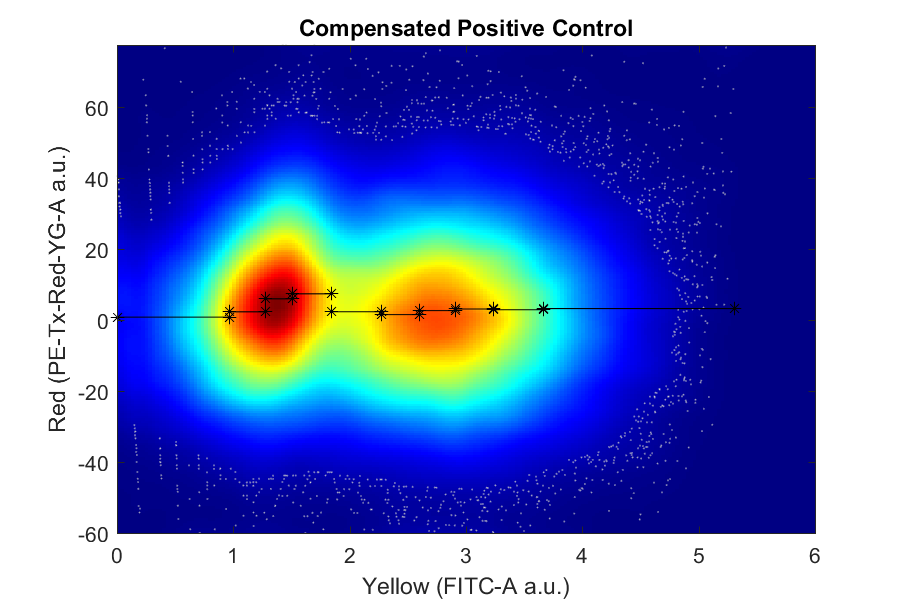 Compensated Positive Control
Red (PE-Tx-Red-YG-A a.u.)
60
40
20
0
-20
-40
-60
0 1 2 3 4 5 6
Yellow (FITC-A a.u.)